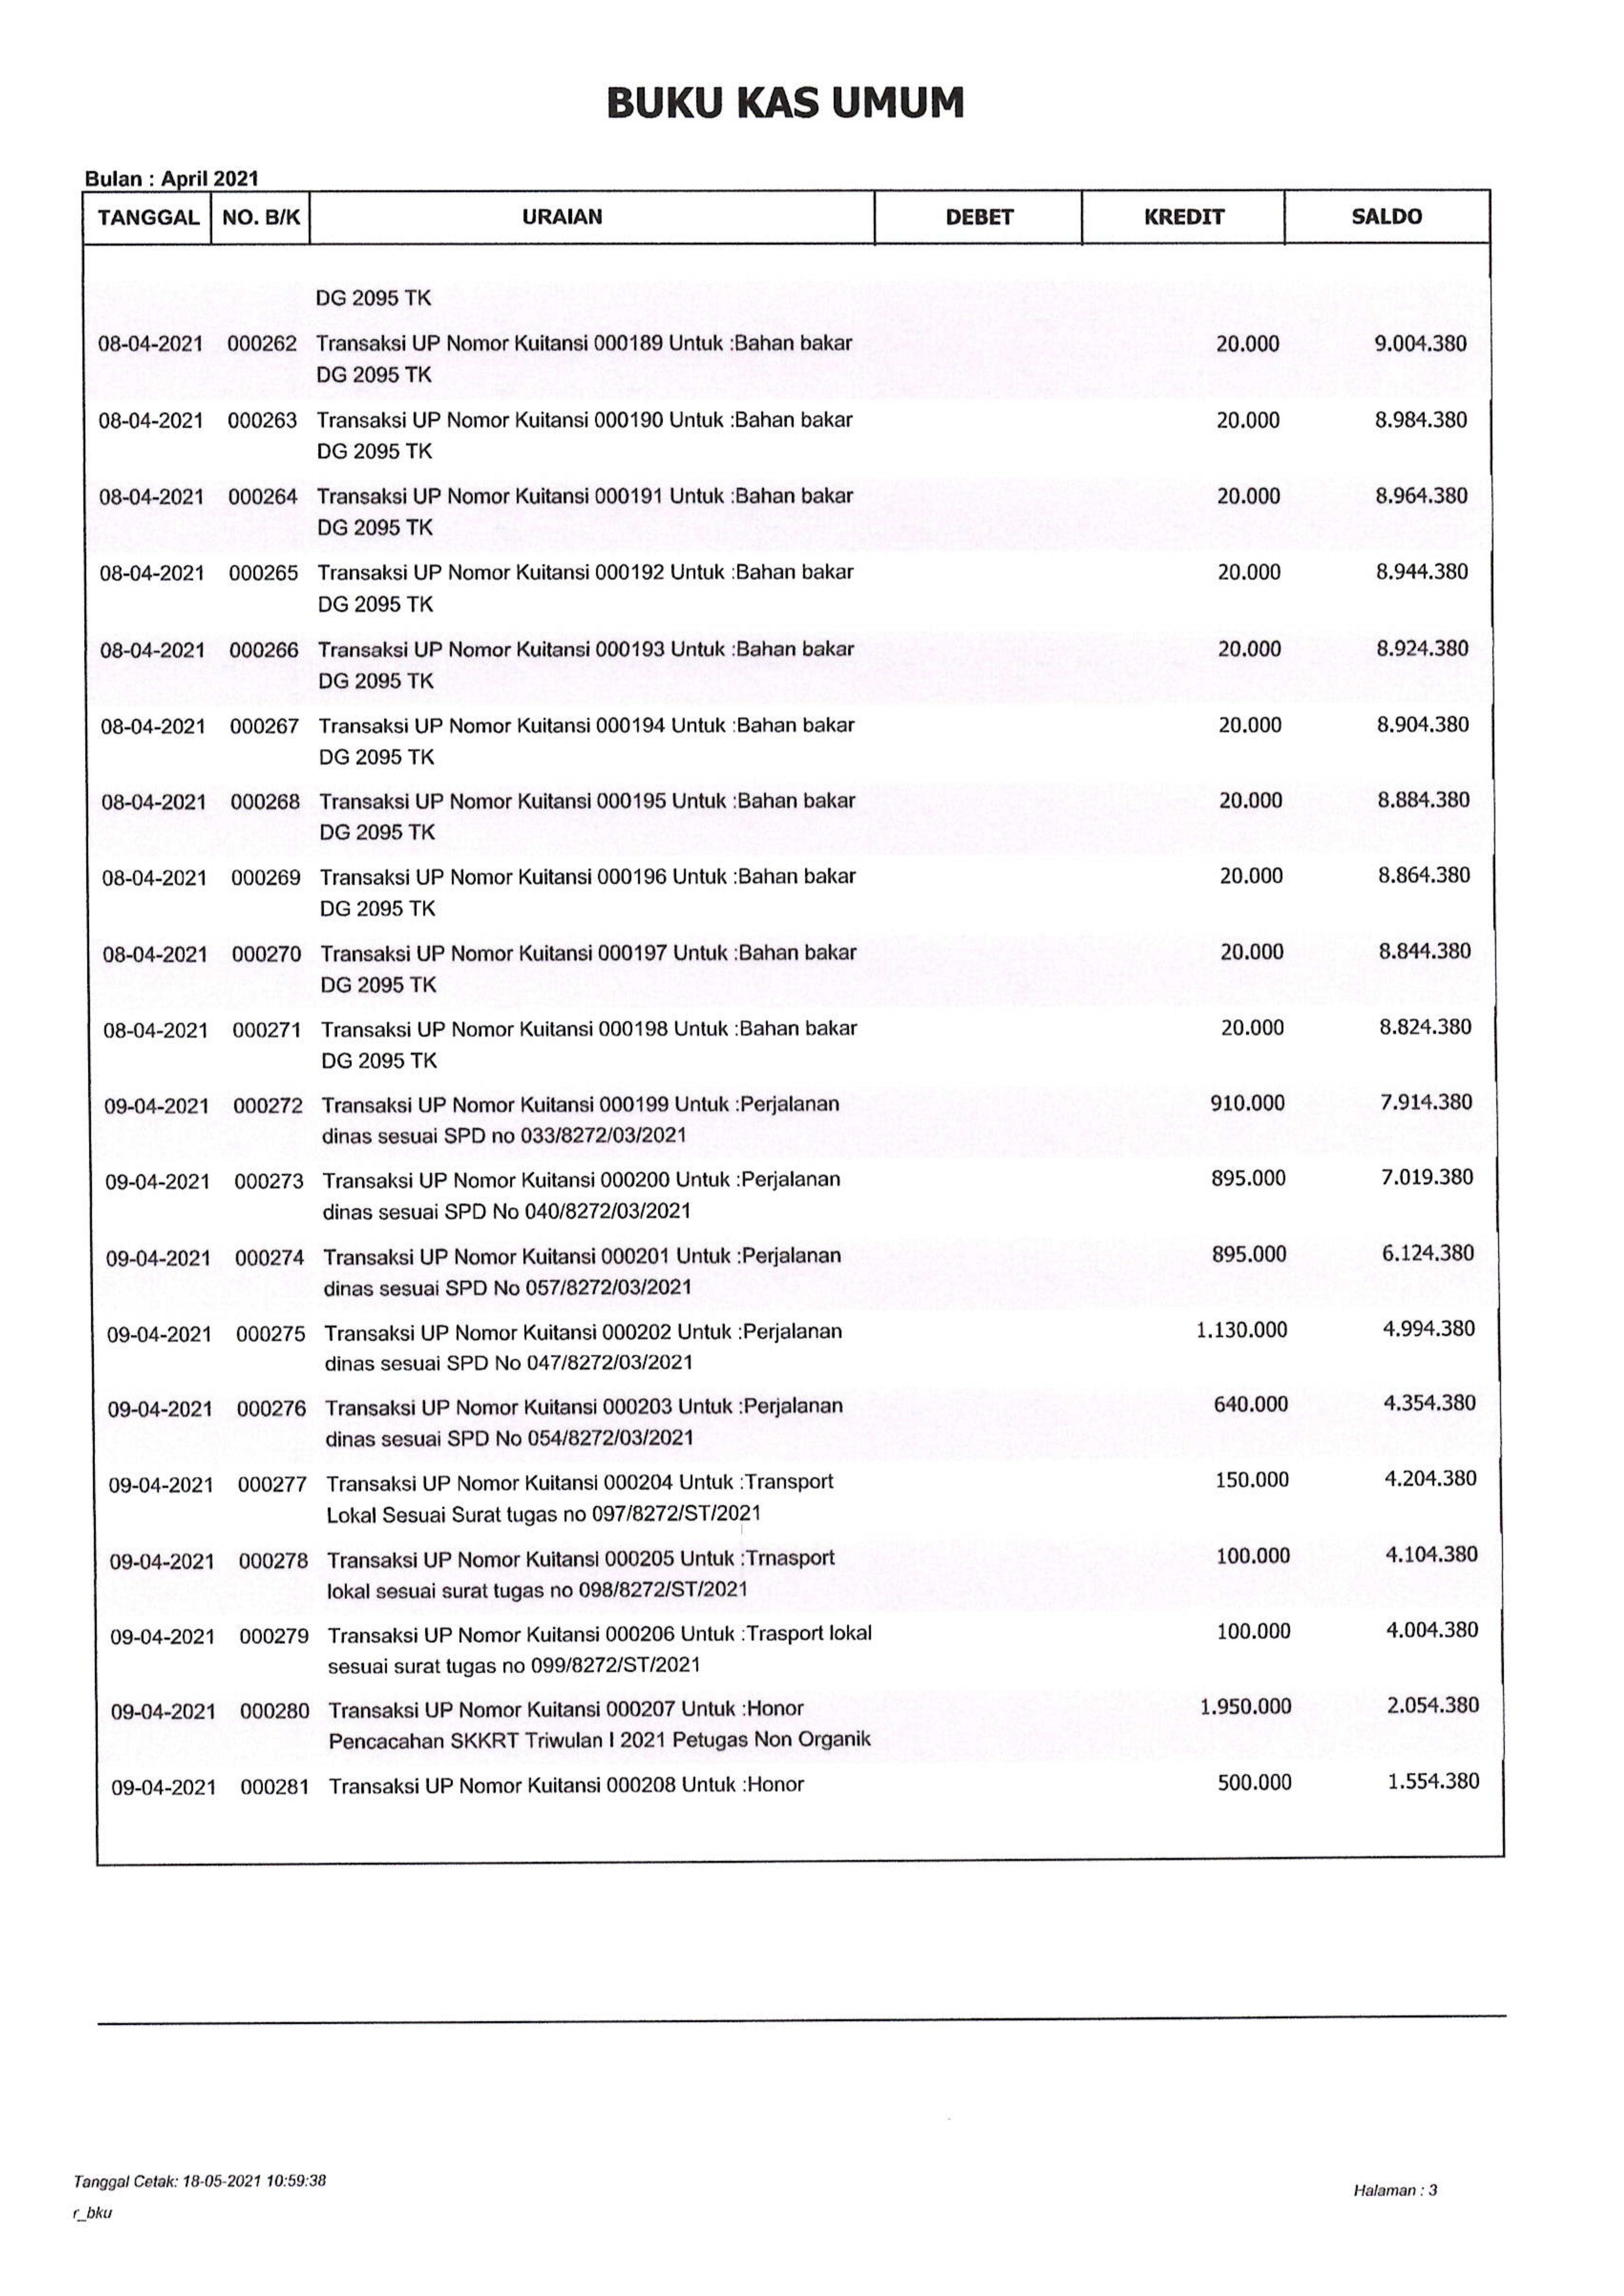 BUKU KAS UMUM
Bulan : April 2021
TANGGAL NO. B/K URAIAN DEBET KREDIT SALDO
DG 2095 TK
08-04-2021 000262 Transaksi UP Nomor Kuitansi 000189 Untuk :Bahan bakar 20.000 9.004.380
DG 2095 TK
08-04-2021 000263 Transaksi UP Nomor Kuitansi 000190 Untuk :Bahan bakar 20.000 8.984.380
DG 2095 TK
08-04-2021 000264 Transaksi UP Nomor Kuitansi 000191 Untuk :Bahan bakar 20.000 8.964.380
DG 2095 TK
08-04-2021 000265 Transaksi UP Nomor Kuitansi 000192 Untuk :Bahan bakar 20.000 8.944.380
DG 2095 TK
08-04-2021 000266 Transaksi UP Nomor Kuitansi 000193 Untuk :Bahan bakar 20.000 8.924.380
DG 2095 TK
08-04-2021 000267 Transaksi UP Nomor Kuitansi 000194 Untuk :Bahan bakar 20.000 8.904.380
DG 2095 TK
08-04-2021 000268 Transaksi UP Nomor Kuitansi 000195 Untuk :Bahan bakar 20.000 8.884.380
DG 2095 TK
08-04-2021 000269 Transaksi UP Nomor Kuitansi 000196 Untuk :Bahan bakar 20.000 8.864.380
DG 2095 TK
08-04-2021 000270 Transaksi UP Nomor Kuitansi 000197 Untuk :Bahan bakar 20.000 8.844.380
DG 2095 TK
08-04-2021 000271 Transaksi UP Nomor Kuitansi 000198 Untuk :Bahan bakar 20.000 8.824.380
DG 2095 TK
09-04-2021 000272 Transaksi UP Nomor Kuitansi 000199 Untuk :Perjalanan 910.000 7.914.380
dinas sesuai SPD no 033/8272/03/2021
09-04-2021 000273 Transaksi UP Nomor Kuitansi 000200 Untuk :Perjalanan 895.000 7.019.380
dinas sesuai SPD No 040/8272/03/2021
09-04-2021 000274 Transaksi UP Nomor Kuitansi 000201 Untuk :Perjalanan 895.000 6.124.380
dinas sesuai SPD No 057/8272/03/2021
09-04-2021 000275 Transaksi UP Nomor Kuitansi 000202 Untuk :Perjalanan 1.130.000 4.994.380
dinas sesuai SPD No 047/8272/03/2021
09-04-2021 000276 Transaksi UP Nomor Kuitansi 000203 Untuk :Perjalanan 640.000 4.354.380
dinas sesuai SPD No 054/8272/03/2021
09-04-2021 000277 Transaksi UP Nomor Kuitansi 000204 Untuk :Transport 150.000 4.204.380
Lokal Sesuai Surat tugas no 097/8272/ST/2021
09-04-2021 000278 Transaksi UP Nomor Kuitansi 000205 Untuk :Trnasport 100.000 4.104.380
lokal sesuai surat tugas no 098/8272/ST/2021
09-04-2021 000279 Transaksi UP Nomor Kuitansi 000206 Untuk :Trasport lokal 100.000 4.004.380
sesuai surat tugas no 099/8272/ST/2021
09-04-2021 000280 Transaksi UP Nomor Kuitansi 000207 Untuk :Honor 1.950.000 2.054.380
Pencacahan SKKRT Triwulan I 2021 Petugas Non Organik
09-04-2021 000281 Transaksi UP Nomor Kuitansi 000208 Untuk :Honor 500.000 1.554.380
Tanggal Cetak: 18-05-2021 10:59:38
Halaman : 3
r_bku